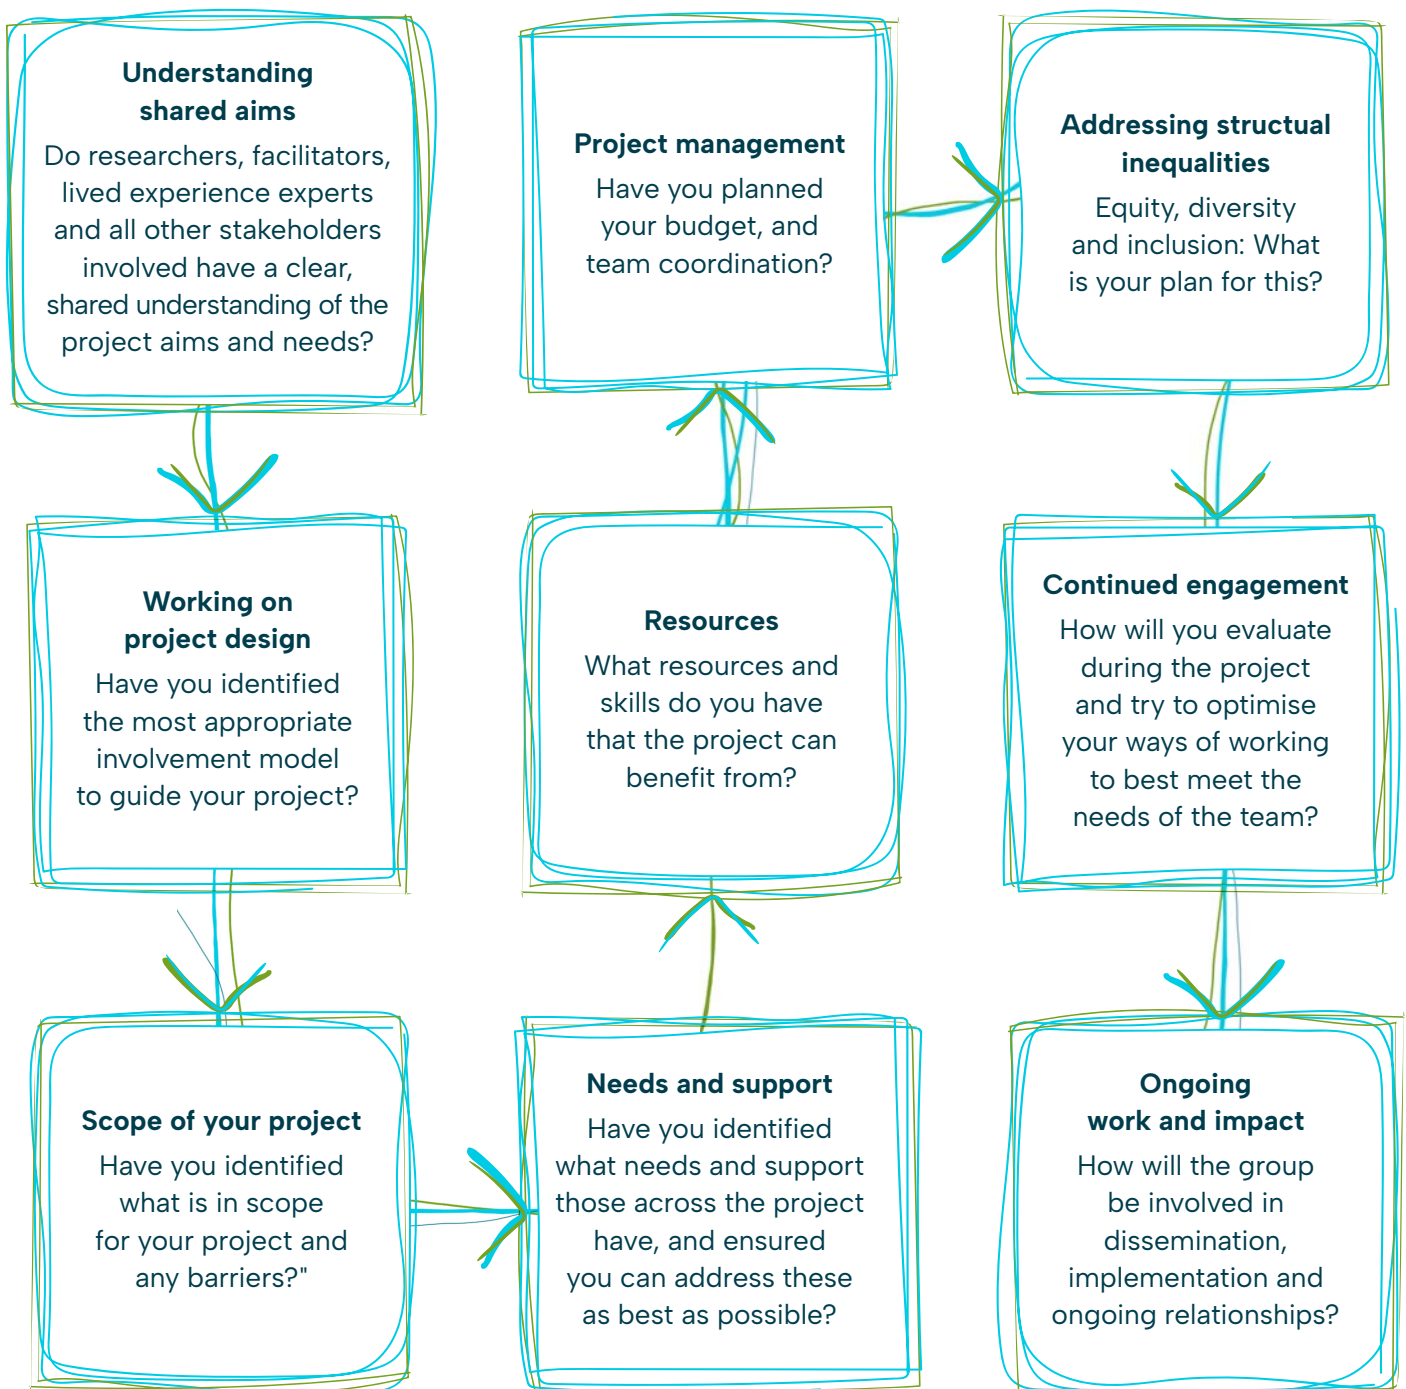 Understanding
shared aims
Do researchers, facilitators,
lived experience experts
and all other stakeholders
involved have a clear,
shared understanding of the
project aims and needs?
Working on
project design
Have you identified
the most appropriate
involvement model
to guide your project?
Scope of your project
Have you identified
what is in scope
for your project and
any barriers?"
Needs and support
Have you identified
what needs and support
those across the project
have, and ensured
you can address these
as best as possible?
Resources
What resources and
skills do you have
that the project can
benefit from?
Project management
Have you planned
your budget, and
team coordination?
Addressing structual
inequalities
Equity, diversity
and inclusion: What
is your plan for this?
Continued engagement
How will you evaluate
during the project
and try to optimise
your ways of working
to best meet the
needs of the team?
Ongoing
work and impact
How will the group
be involved in
dissemination,
implementation and
ongoing relationships?